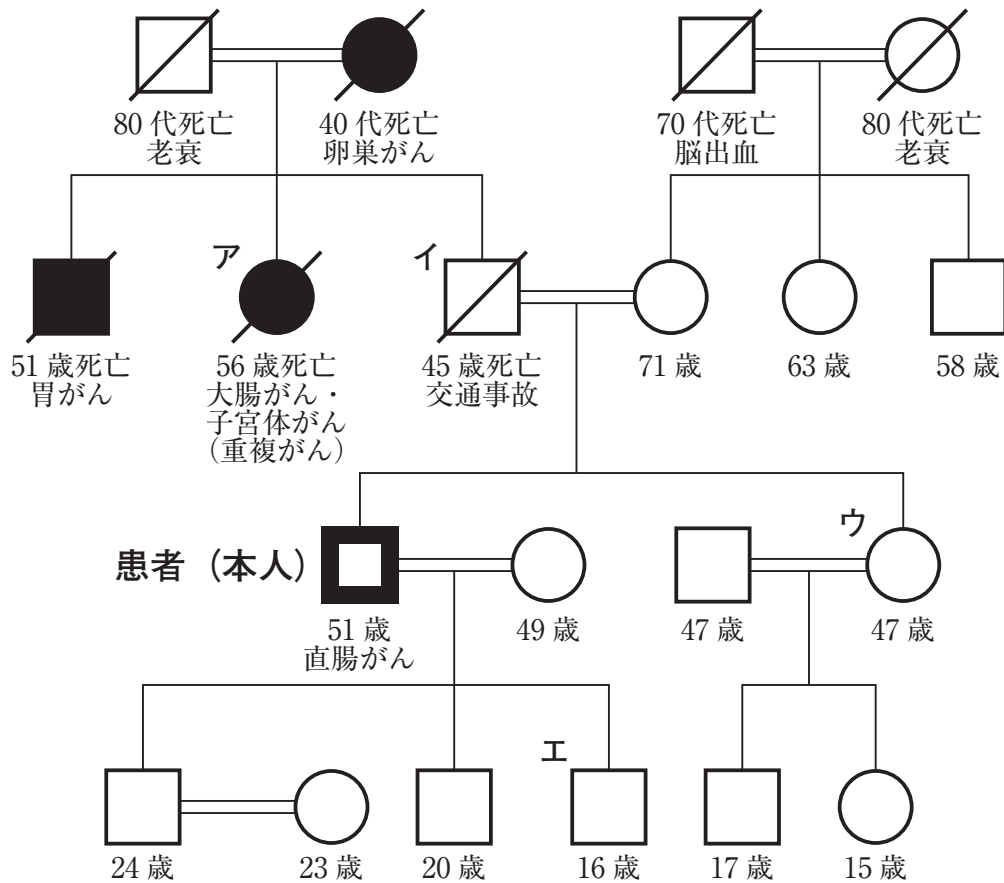 80 代死亡
老衰
40 代死亡
卵巣がん
70 代死亡
脳出血
80 代死亡
老衰
ア
イ
51 歳死亡
胃がん
56 歳死亡
大腸がん・
子宮体がん
（重複がん）
45 歳死亡
交通事故
71 歳
63 歳
58 歳
ウ
患者（本人）
51 歳
直腸がん
49 歳
47 歳
47 歳
エ
24 歳
23 歳
20 歳
16 歳
17 歳
15 歳